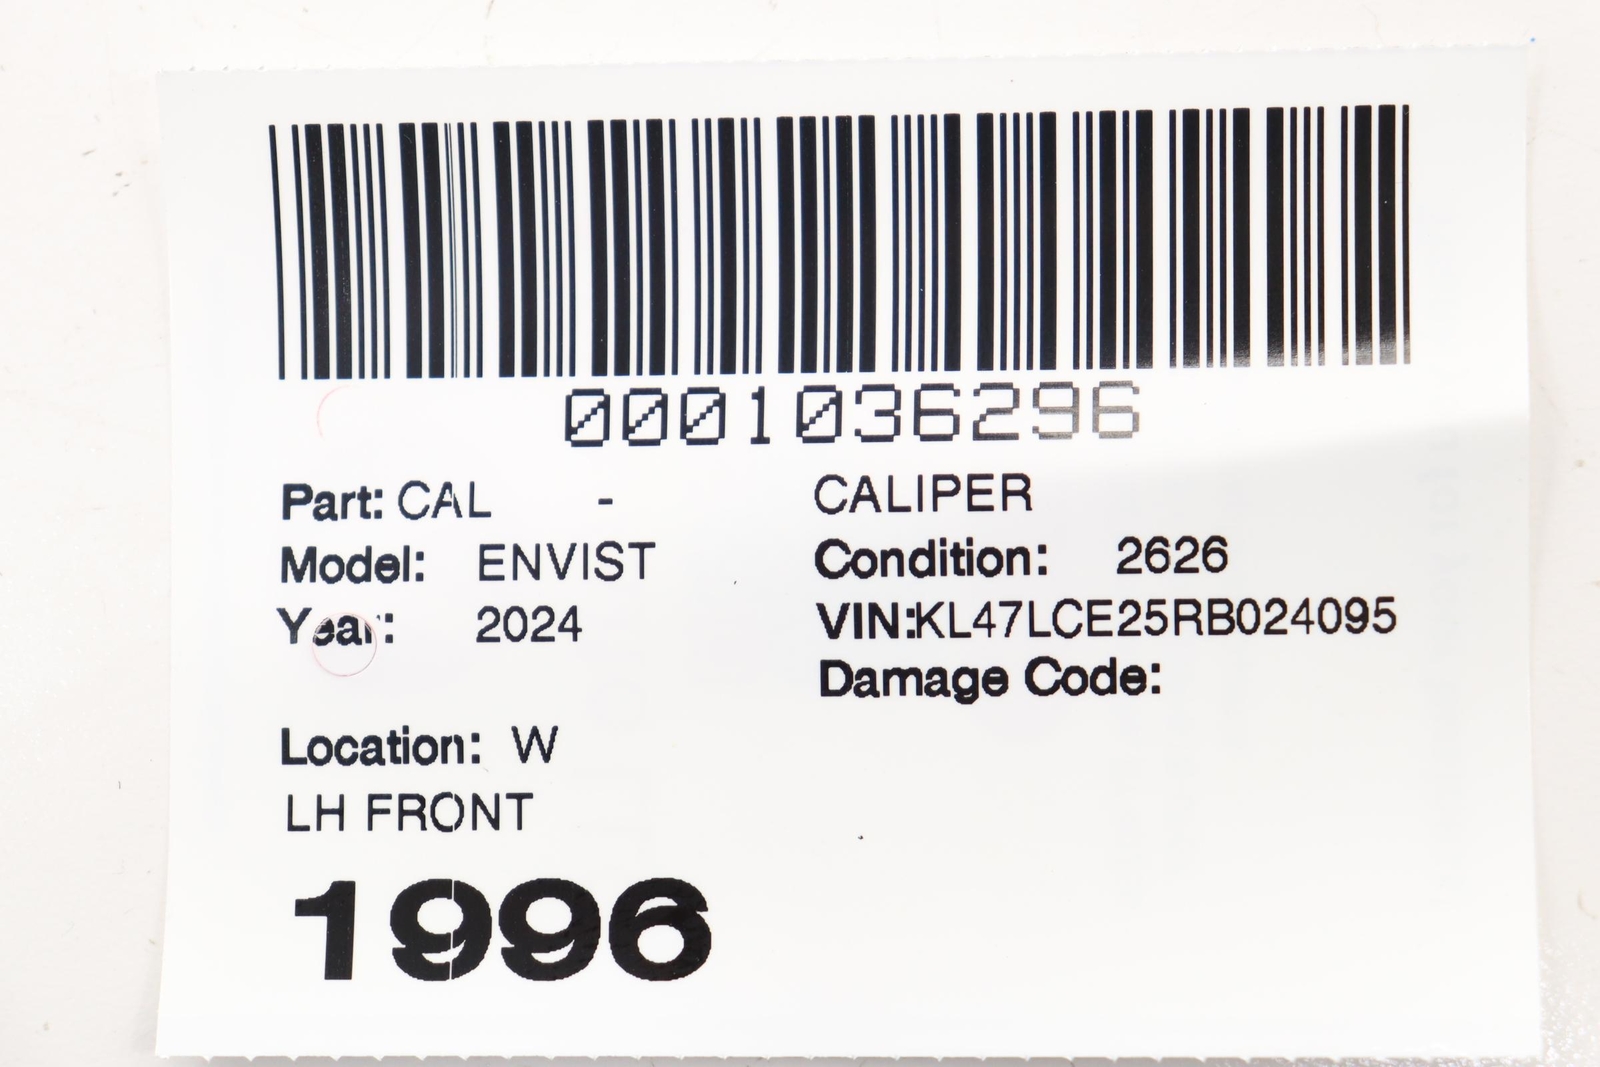 0001036296
Part: CAL - CALIPER
Model: ENVIST Condition: 2626
Year: 2024 VIN:KL47LCE25RB024095
Damage Code:
Location: W
LH FRONT
1996